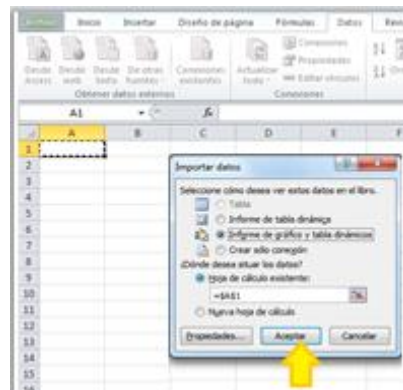 Inicio Insertar Diseño de página Fórmulas Datos Revi
Desde Access Desde web Desde texto De otras fuentes Conexiones existentes Actualizar todo Conexiones Propiedades Editar vínculos
Obtener datos externos Conexiones
A1 fx
A B C D E F
1
2
3
4
5
6
7
8
9
10
11
12
13
14
15
16
Importar datos
Seleccione cómo desea ver estos datos en el libro.
Tabla
Informe de tabla dinámica
Informe de gráfico y tabla dinámicos
Crear sólo conexión
¿Dónde desea situar los datos?
Hoja de cálculo existente:
=$A$1
Nueva hoja de cálculo
Propiedades... Aceptar Cancelar